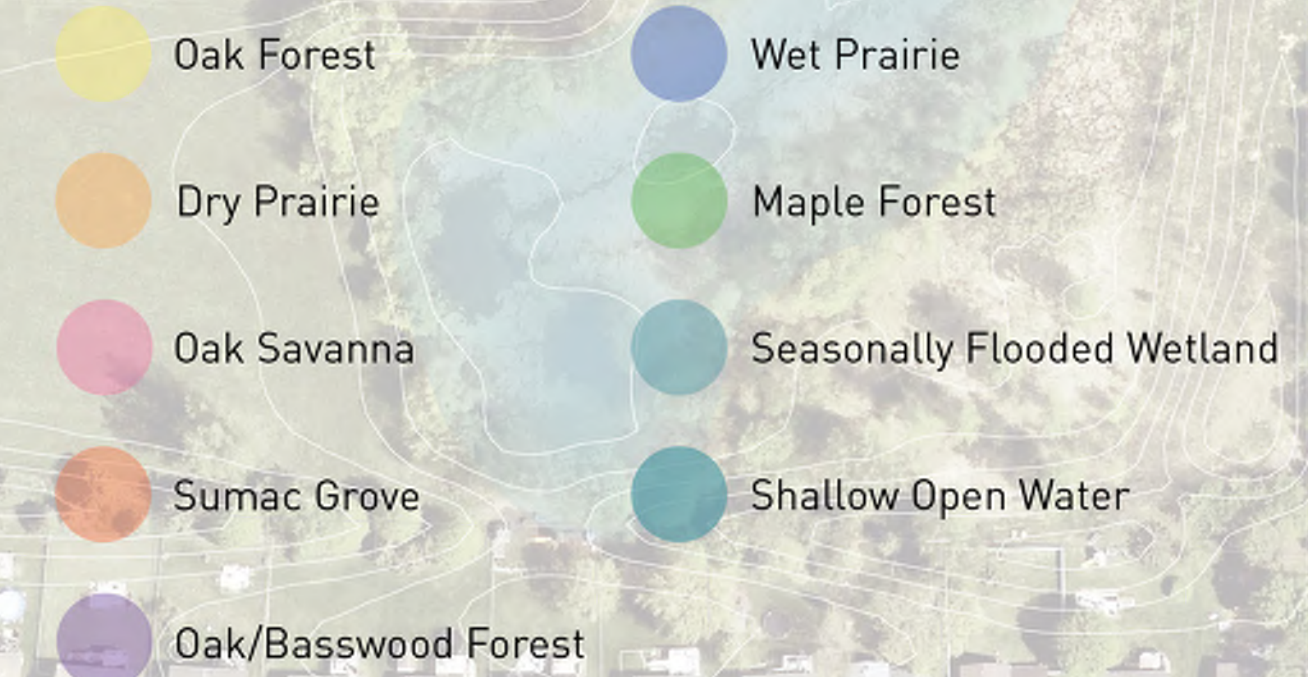 Oak Forest
Dry Prairie
Oak Savanna
Sumac Grove
Oak/Basswood Forest
Wet Prairie
Maple Forest
Seasonally Flooded Wetland
Shallow Open Water